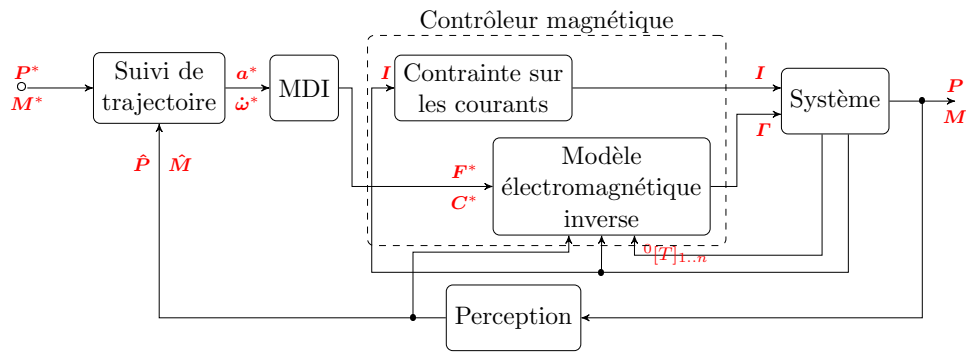 Contrôleur magnétique
P*
M*
Suivi de
trajectoire
a*
ω̇*
MDI
I
Contrainte sur
les courants
I
Γ
Système
P
M
P̂ M̂
F*
C*
Modèle
électromagnétique
inverse
⁰[T]₁..ₙ
Perception